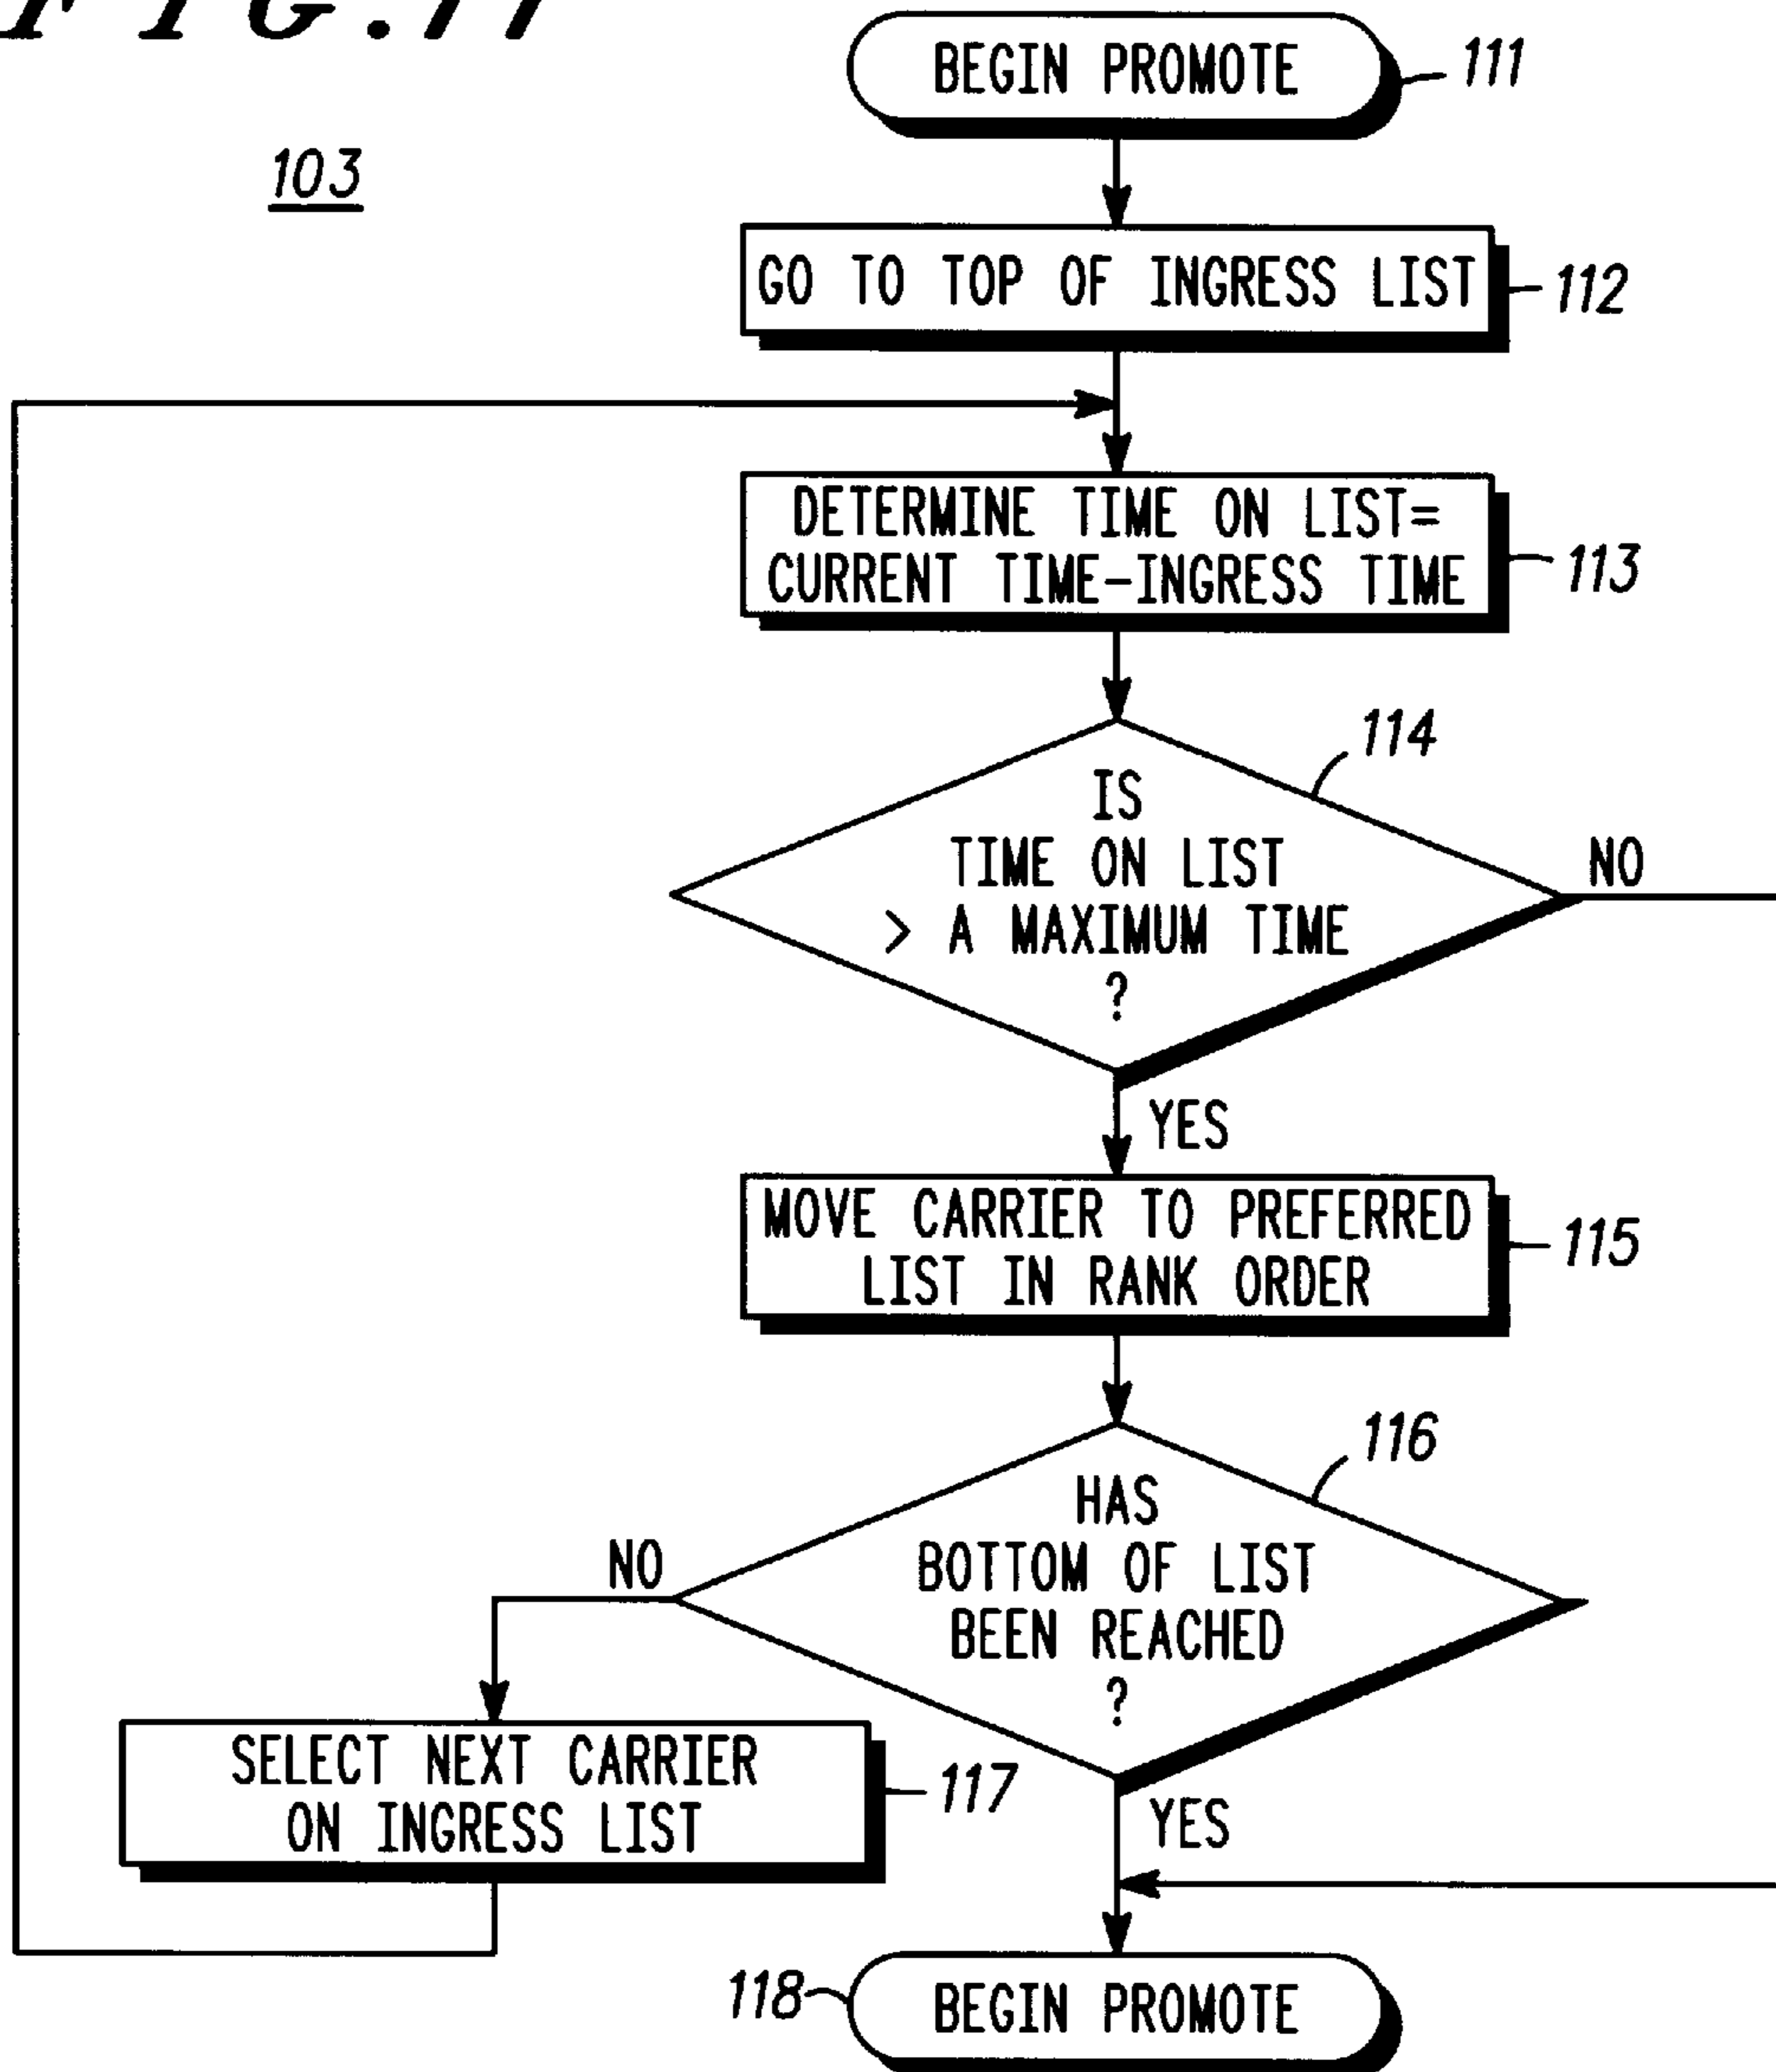 FIG.11
103
BEGIN PROMOTE
111
GO TO TOP OF INGRESS LIST
112
DETERMINE TIME ON LIST=
CURRENT TIME-INGRESS TIME
113
114
IS
TIME ON LIST
> A MAXIMUM TIME
?
NO
YES
MOVE CARRIER TO PREFERRED
LIST IN RANK ORDER
115
116
HAS
BOTTOM OF LIST
BEEN REACHED
?
NO
YES
SELECT NEXT CARRIER
ON INGRESS LIST
117
118
BEGIN PROMOTE